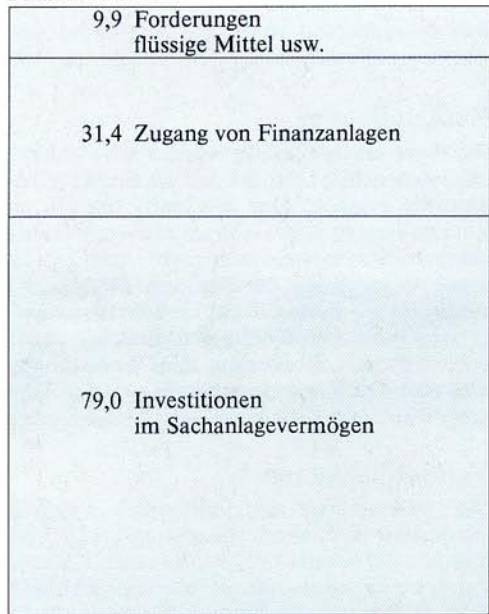 9,9 Forderungen
flüssige Mittel usw.
31,4 Zugang von Finanzanlagen
79,0 Investitionen
im Sachanlagevermögen